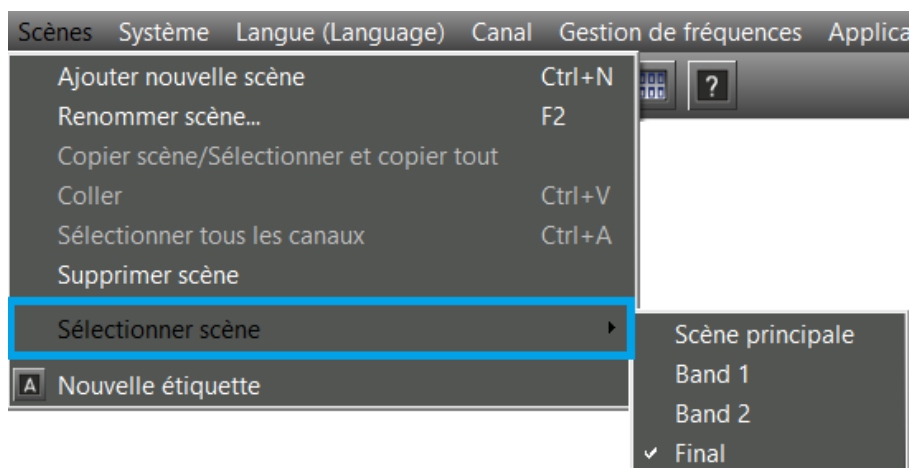 Scènes Système Langue (Language) Canal Gestion de fréquences
Ajouter nouvelle scène Ctrl+N
?
Renommer scène... F2
Copier scène/Sélectionner et copier tout
Coller Ctrl+V
Sélectionner tous les canaux Ctrl+A
Supprimer scène
Sélectionner scène
Scène principale
Band 1
A Nouvelle étiquette
Band 2
Final